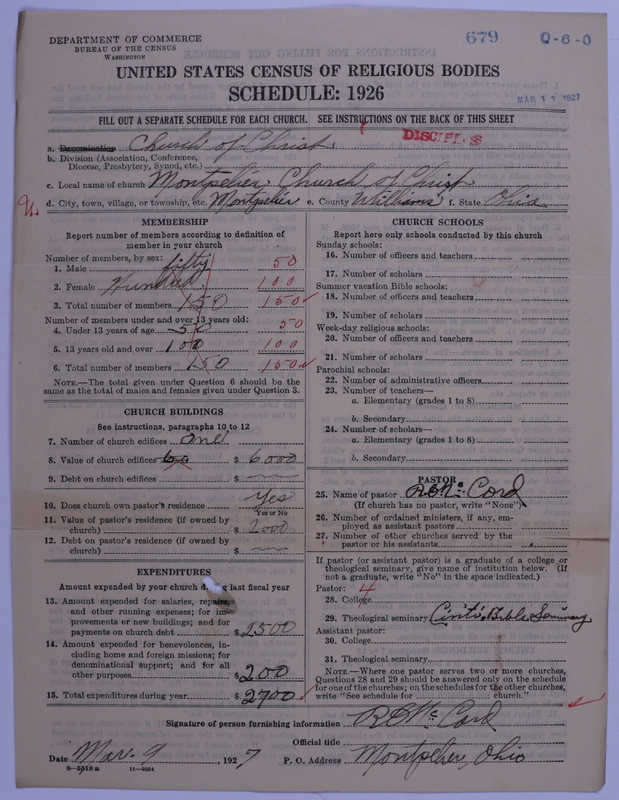 679 Q-6-0
DEPARTMENT OF COMMERCE
BUREAU OF THE CENSUS
WASHINGTON
UNITED STATES CENSUS OF RELIGIOUS BODIES
SCHEDULE: 1926
MAR 11 1927
FILL OUT A SEPARATE SCHEDULE FOR EACH CHURCH. SEE INSTRUCTIONS ON THE BACK OF THIS SHEET
DISCIPLS
a. Denomination Church of Christ
b. Division (Association, Conference, Diocese, Presbytery, Synod, etc.)
c. Local name of church Montpelier Church of Christ
d. City, town, village, or township, etc. Montpelier e. County Williams f. State Ohio
MEMBERSHIP
Report number of members according to definition of member in your church
Number of members, by sex:
1. Male fifty 50
2. Female Hundred 100
3. Total number of members 150 150
Number of members under and over 13 years old:
4. Under 13 years of age 50 50
5. 13 years old and over 100 100
6. Total number of members 150 150
NOTE.—The total given under Question 6 should be the same as the total of males and females given under Question 3.
CHURCH BUILDINGS
See instructions, paragraphs 10 to 12
7. Number of church edifices one
8. Value of church edifices 60 $ 6000
9. Debt on church edifices $
10. Does church own pastor's residence Yes
Yes or No
11. Value of pastor's residence (if owned by church) $ 2000
12. Debt on pastor's residence (if owned by church) $
EXPENDITURES
Amount expended by your church during last fiscal year
13. Amount expended for salaries, repairs, and other running expenses; for improvements or new buildings; and for payments on church debt $ 2500
14. Amount expended for benevolences, including home and foreign missions; for denominational support; and for all other purposes $ 200
15. Total expenditures during year $ 2700
CHURCH SCHOOLS
Report here only schools conducted by this church
Sunday schools:
16. Number of officers and teachers
17. Number of scholars
Summer vacation Bible schools:
18. Number of officers and teachers
19. Number of scholars
Week-day religious schools:
20. Number of officers and teachers
21. Number of scholars
Parochial schools:
22. Number of administrative officers
23. Number of teachers—
a. Elementary (grades 1 to 8)
b. Secondary
24. Number of scholars—
a. Elementary (grades 1 to 8)
b. Secondary
PASTOR
25. Name of pastor R E Mc Cord
(If church has no pastor, write "None")
26. Number of ordained ministers, if any, employed as assistant pastors
27. Number of other churches served by the pastor or his assistants
If pastor (or assistant pastor) is a graduate of a college or theological seminary, give name of institution below. (If not a graduate, write "No" in the space indicated.)
Pastor: 4
28. College
29. Theological seminary Cinti Bible Seminary
Assistant pastor:
30. College
31. Theological seminary
NOTE.—Where one pastor serves two or more churches, Questions 28 and 29 should be answered only on the schedule for one of the churches; on the schedules for the other churches, write "See schedule for church."
Signature of person furnishing information R E Mc Cord
Official title
Date Mar. 9 1927 P. O. Address Montpelier, Ohio
8—5518a 11—9024